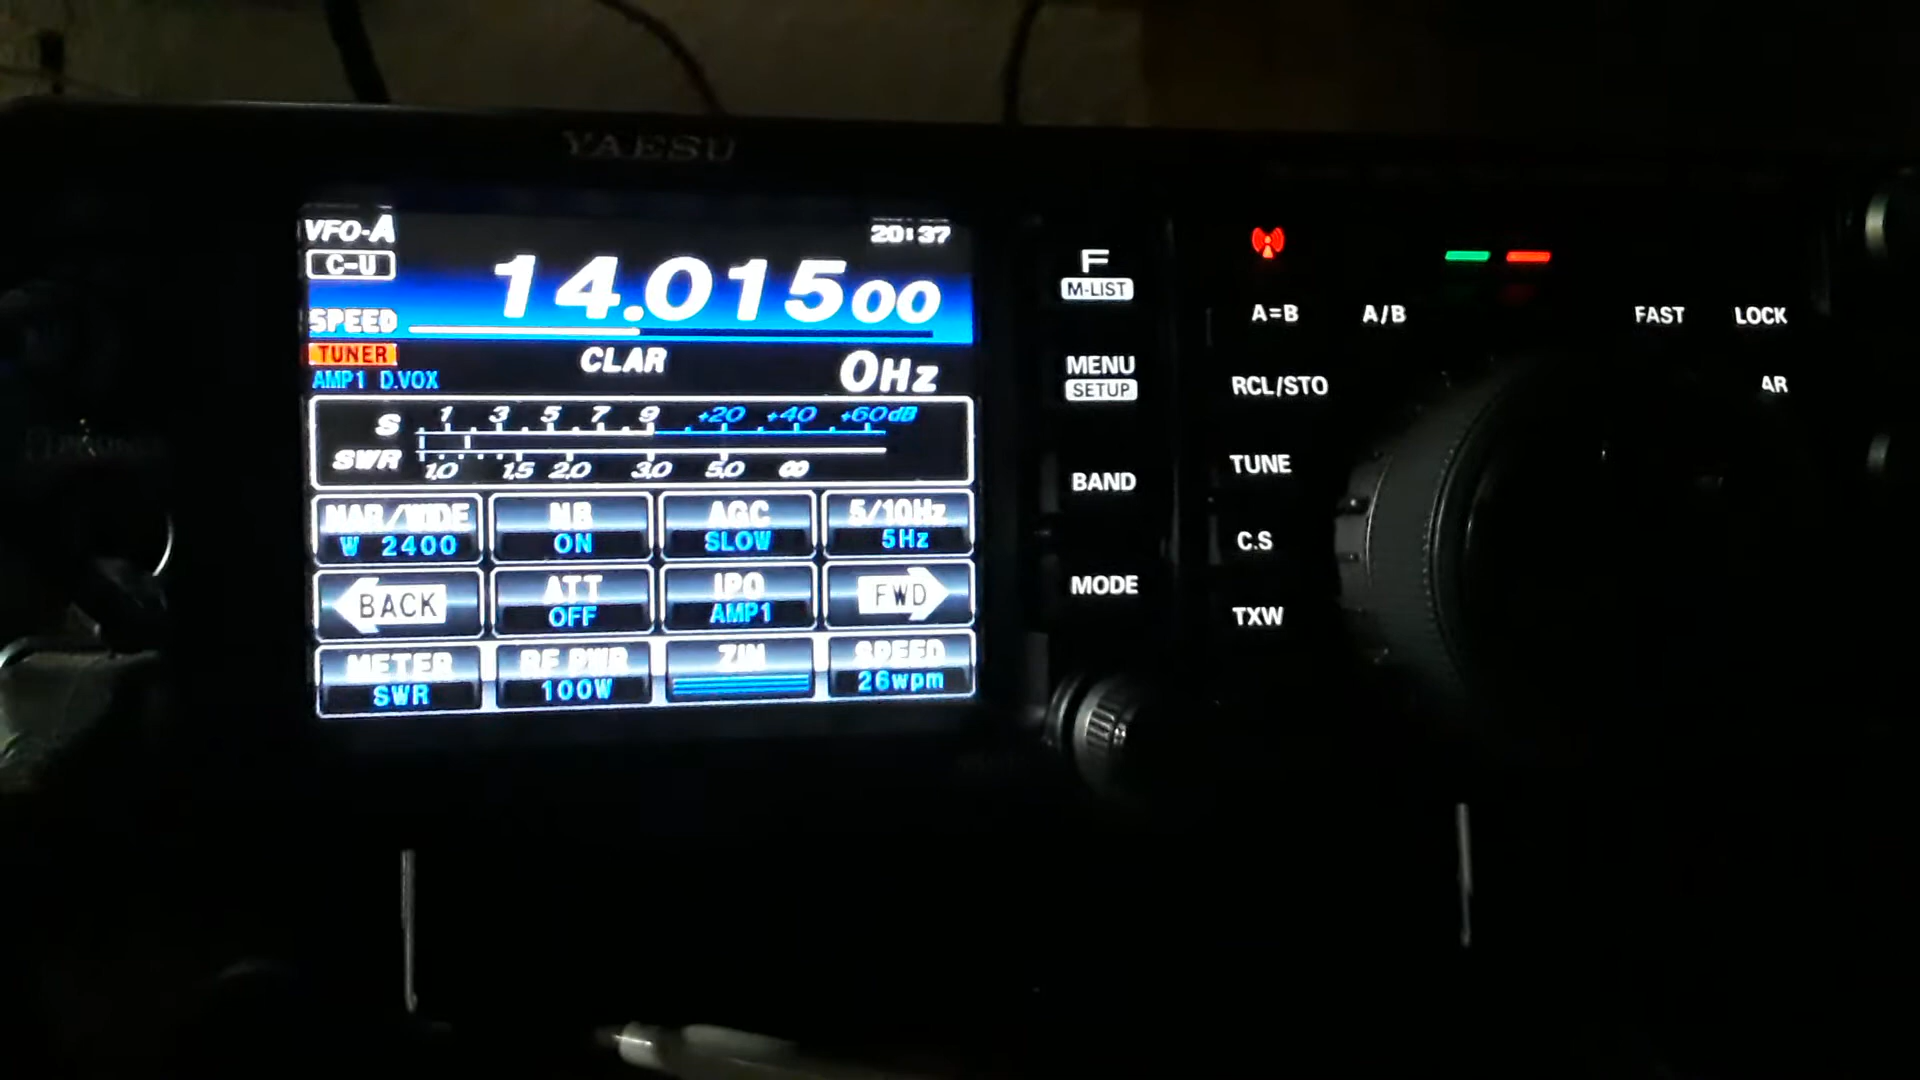 YAESU
VFO-A 20:37
C-U 14.015 00
SPEED
TUNER CLAR 0Hz
AMP1 D.VOX
S 1 3 5 7 9 +20 +40 +60dB
SWR 1.0 1.5 2.0 3.0 5.0 ∞
NAR/WIDE NB AGC 5/10Hz
W 2400 ON SLOW 5Hz
BACK ATT IPO FWD
OFF AMP1
METER RF PWR ZIN SPEED
SWR 100W 26wpm
F
M-LIST
MENU
SETUP
BAND
MODE
A=B A/B FAST LOCK
RCL/STO AR
TUNE
C.S
TXW